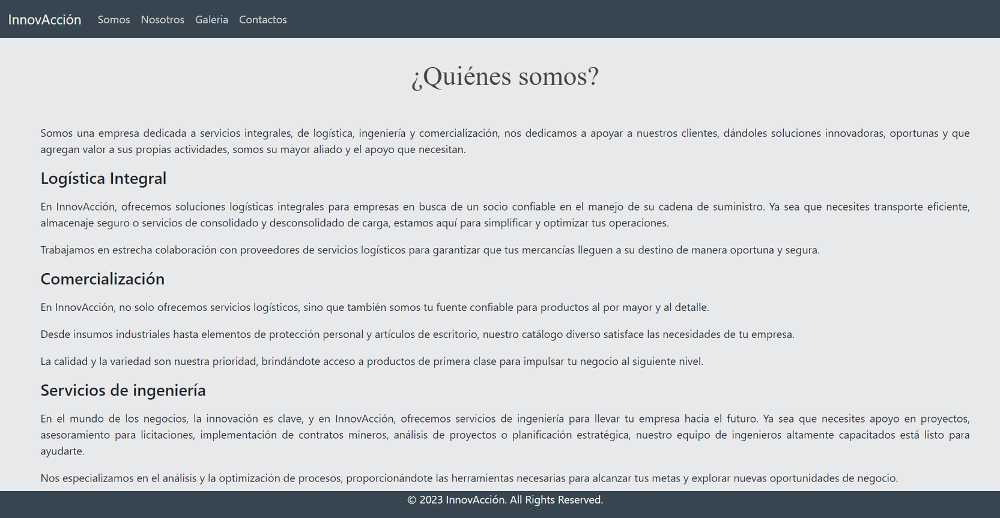 InnovAcción Somos Nosotros Galeria Contactos
¿Quiénes somos?
Somos una empresa dedicada a servicios integrales, de logística, ingeniería y comercialización, nos dedicamos a apoyar a nuestros clientes, dándoles soluciones innovadoras, oportunas y que
agregan valor a sus propias actividades, somos su mayor aliado y el apoyo que necesitan.
Logística Integral
En InnovAcción, ofrecemos soluciones logísticas integrales para empresas en busca de un socio confiable en el manejo de su cadena de suministro. Ya sea que necesites transporte eficiente,
almacenaje seguro o servicios de consolidado y desconsolidado de carga, estamos aquí para simplificar y optimizar tus operaciones.
Trabajamos en estrecha colaboración con proveedores de servicios logísticos para garantizar que tus mercancías lleguen a su destino de manera oportuna y segura.
Comercialización
En InnovAcción, no solo ofrecemos servicios logísticos, sino que también somos tu fuente confiable para productos al por mayor y al detalle.
Desde insumos industriales hasta elementos de protección personal y artículos de escritorio, nuestro catálogo diverso satisface las necesidades de tu empresa.
La calidad y la variedad son nuestra prioridad, brindándote acceso a productos de primera clase para impulsar tu negocio al siguiente nivel.
Servicios de ingeniería
En el mundo de los negocios, la innovación es clave, y en InnovAcción, ofrecemos servicios de ingeniería para llevar tu empresa hacia el futuro. Ya sea que necesites apoyo en proyectos,
asesoramiento para licitaciones, implementación de contratos mineros, análisis de proyectos o planificación estratégica, nuestro equipo de ingenieros altamente capacitados está listo para
ayudarte.
Nos especializamos en el análisis y la optimización de procesos, proporcionándote las herramientas necesarias para alcanzar tus metas y explorar nuevas oportunidades de negocio.
© 2023 InnovAcción. All Rights Reserved.